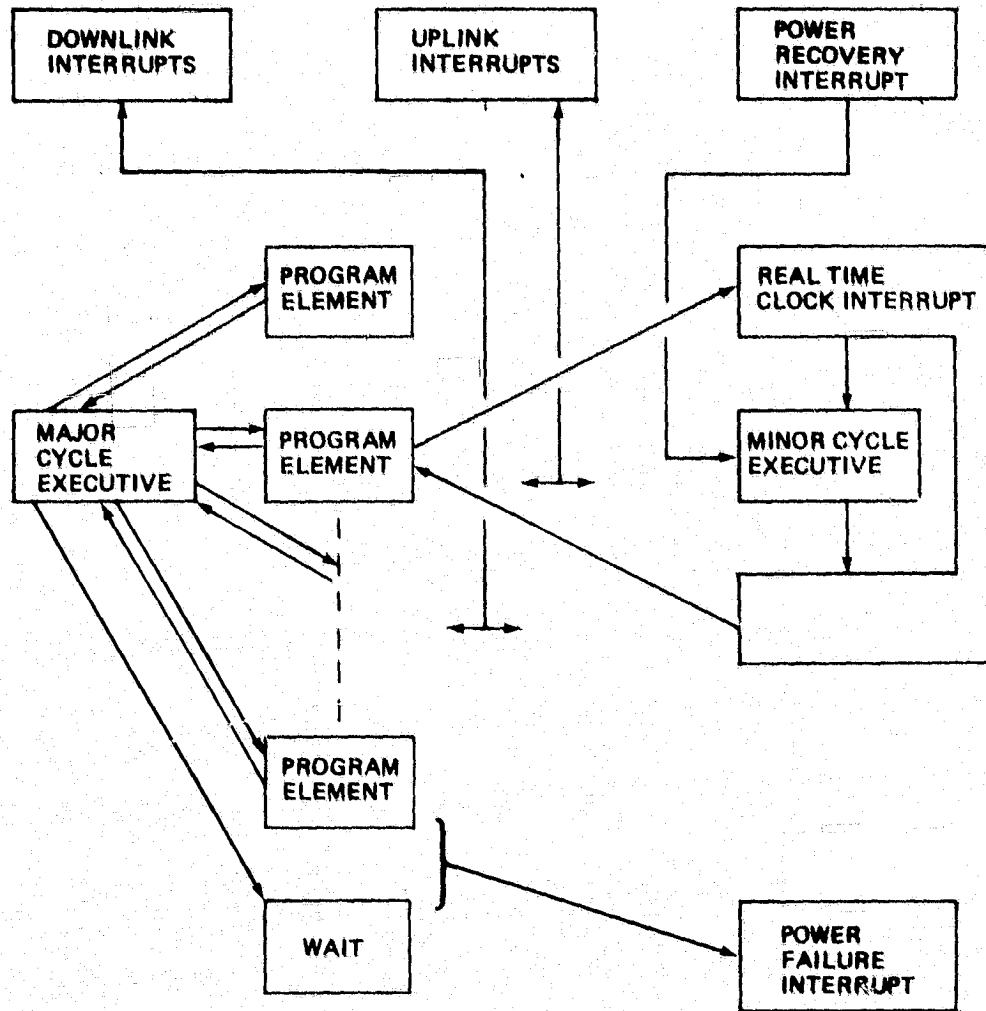 DOWNLINK
INTERRUPTS
UPLINK
INTERRUPTS
POWER
RECOVERY
INTERRUPT
PROGRAM
ELEMENT
REAL TIME
CLOCK INTERRUPT
MAJOR
CYCLE
EXECUTIVE
PROGRAM
ELEMENT
MINOR CYCLE
EXECUTIVE
PROGRAM
ELEMENT
WAIT
POWER
FAILURE
INTERRUPT